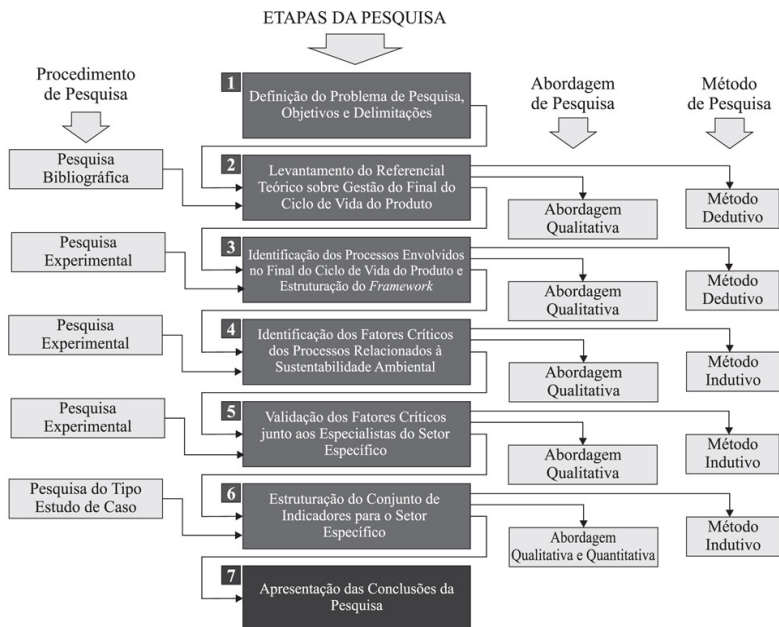 ETAPAS DA PESQUISA
Procedimento
de Pesquisa
Abordagem
de Pesquisa
Método
de Pesquisa
1
Definição do Problema de Pesquisa,
Objetivos e Delimitações
Pesquisa
Bibliográfica
2
Levantamento do Referencial
Teórico sobre Gestão do Final do
Ciclo de Vida do Produto
Abordagem
Qualitativa
Método
Dedutivo
Pesquisa
Experimental
3
Identificação dos Processos Envolvidos
no Final do Ciclo de Vida do Produto e
Estruturação do Framework
Abordagem
Qualitativa
Método
Dedutivo
Pesquisa
Experimental
4
Identificação dos Fatores Críticos
dos Processos Relacionados à
Sustentabilidade Ambiental
Abordagem
Qualitativa
Método
Indutivo
Pesquisa
Experimental
5
Validação dos Fatores Críticos
junto aos Especialistas do Setor
Específico
Abordagem
Qualitativa
Método
Indutivo
Pesquisa do Tipo
Estudo de Caso
6
Estruturação do Conjunto de
Indicadores para o Setor
Específico
Abordagem
Qualitativa e Quantitativa
Método
Indutivo
7
Apresentação das Conclusões da
Pesquisa